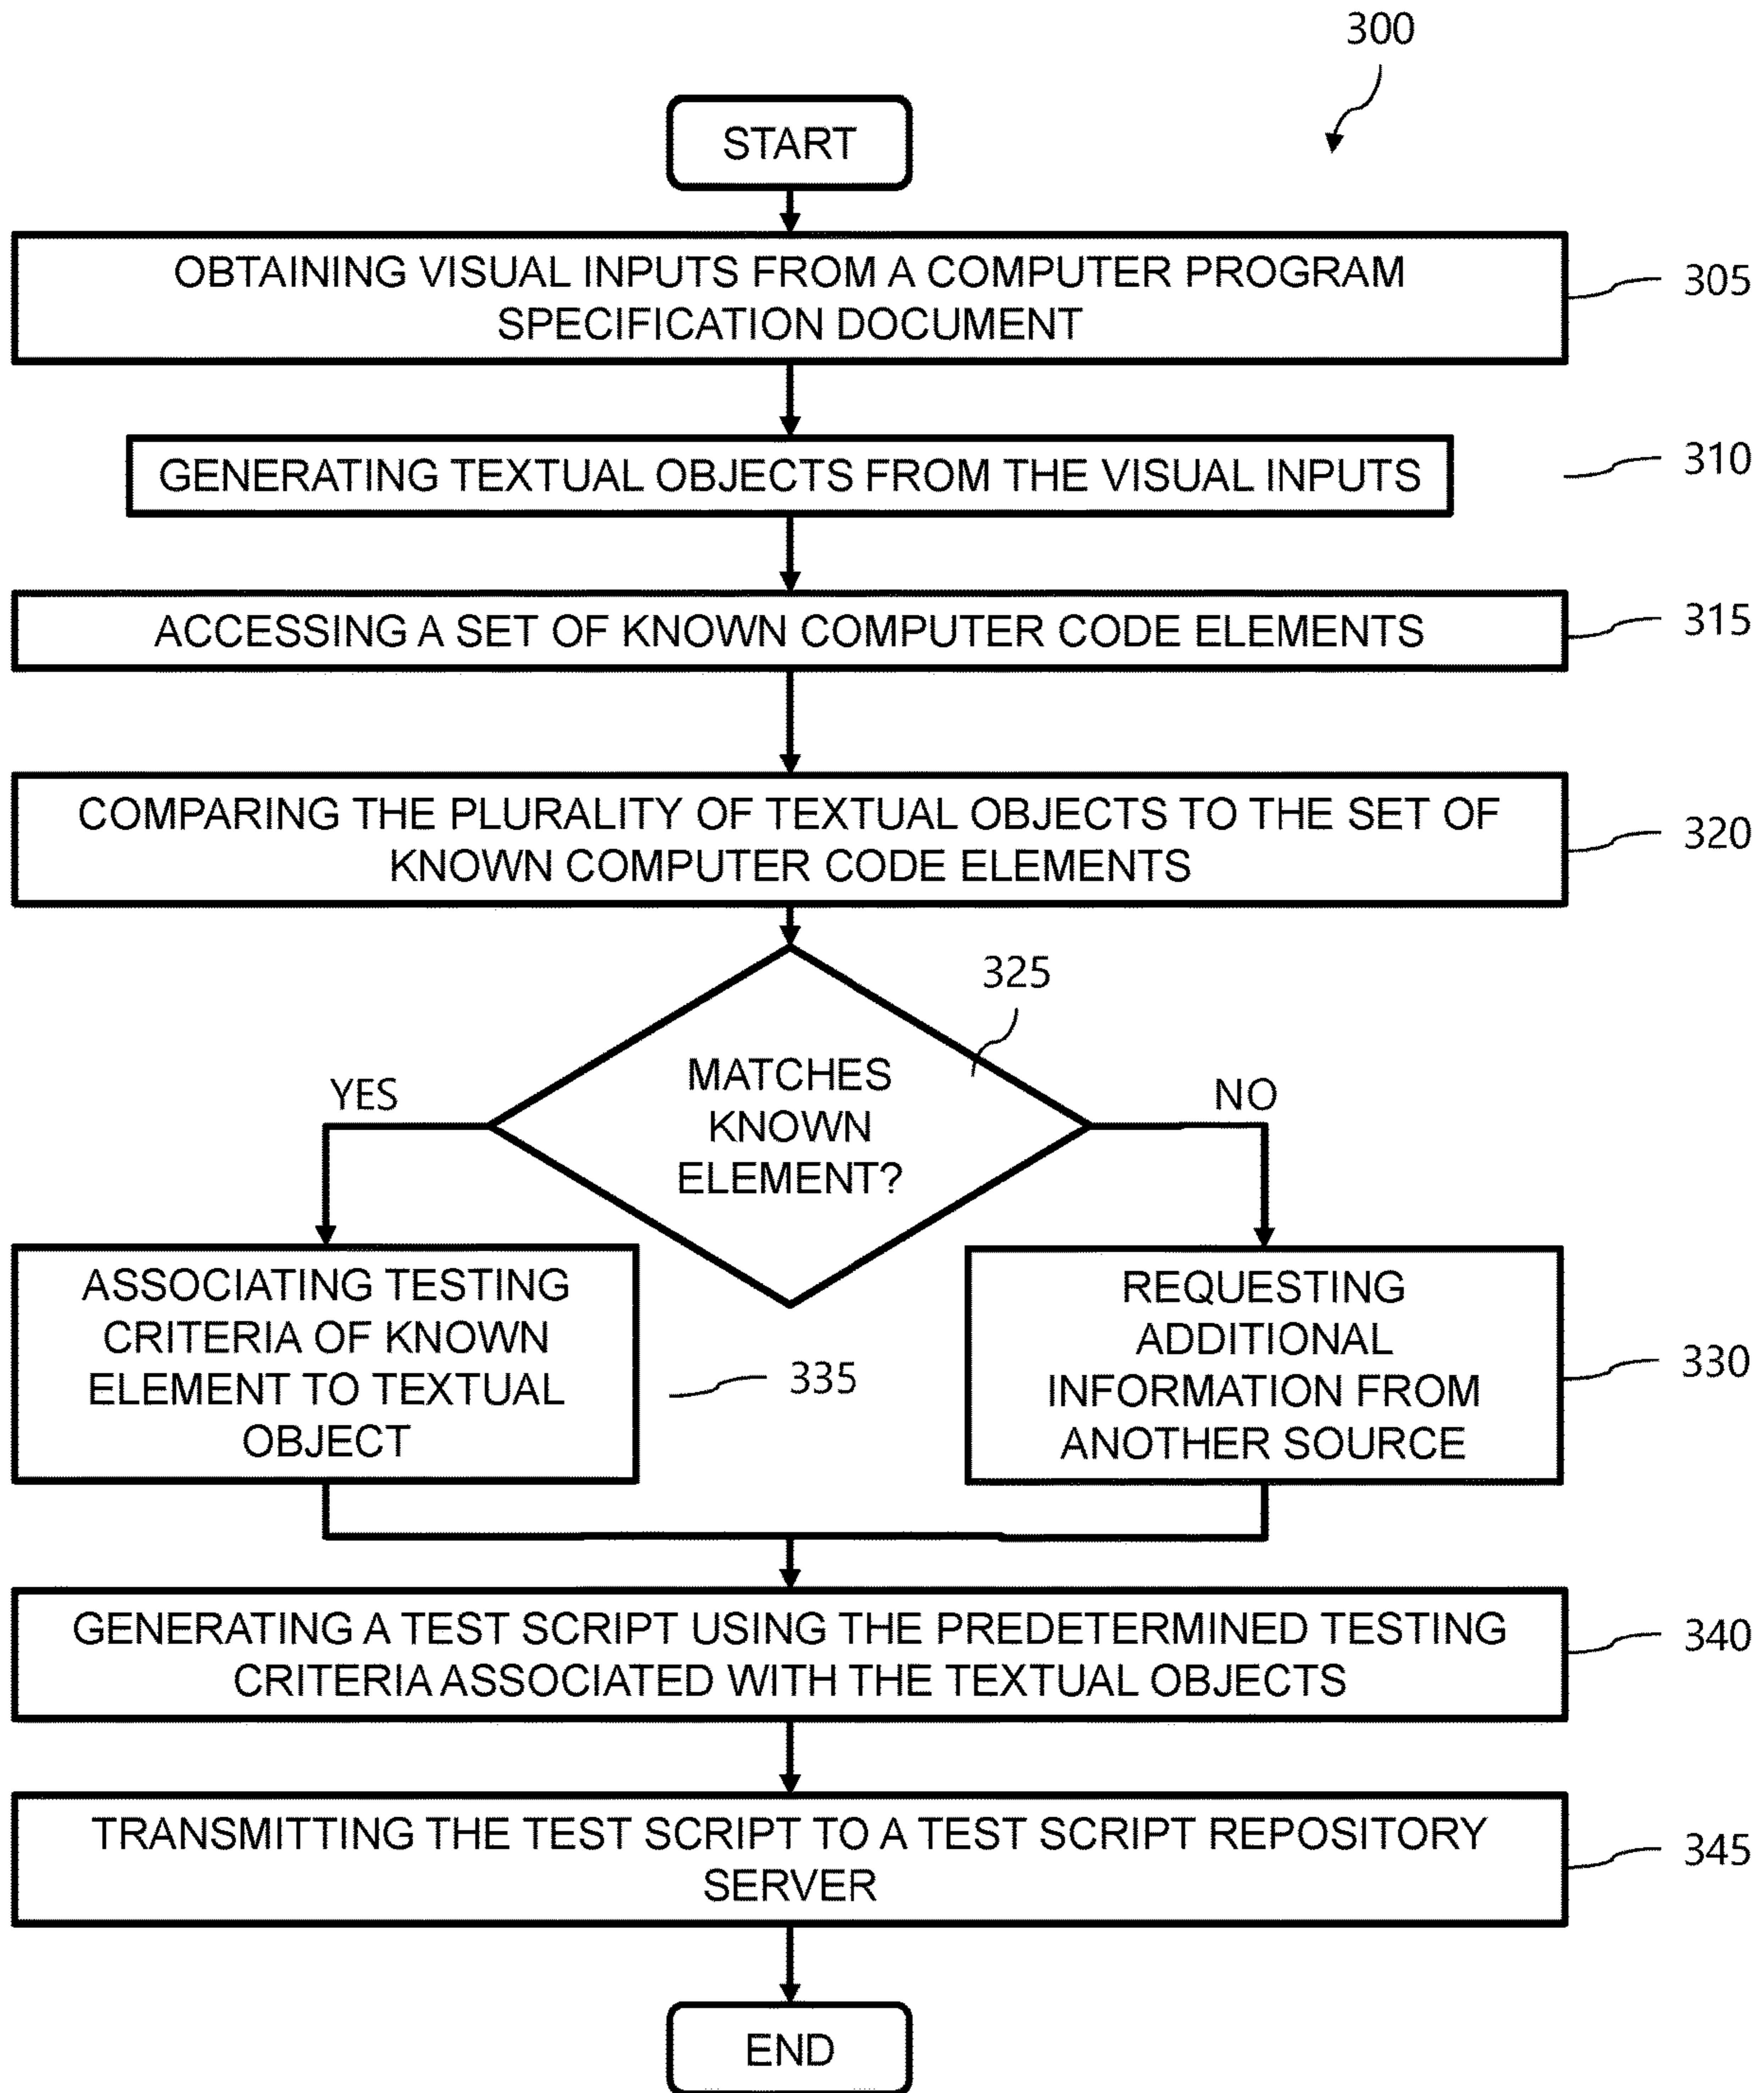 300
START
OBTAINING VISUAL INPUTS FROM A COMPUTER PROGRAM
SPECIFICATION DOCUMENT
305
GENERATING TEXTUAL OBJECTS FROM THE VISUAL INPUTS
310
ACCESSING A SET OF KNOWN COMPUTER CODE ELEMENTS
315
COMPARING THE PLURALITY OF TEXTUAL OBJECTS TO THE SET OF
KNOWN COMPUTER CODE ELEMENTS
320
325
MATCHES
KNOWN
ELEMENT?
YES
NO
ASSOCIATING TESTING
CRITERIA OF KNOWN
ELEMENT TO TEXTUAL
OBJECT
335
REQUESTING
ADDITIONAL
INFORMATION FROM
ANOTHER SOURCE
330
GENERATING A TEST SCRIPT USING THE PREDETERMINED TESTING
CRITERIA ASSOCIATED WITH THE TEXTUAL OBJECTS
340
TRANSMITTING THE TEST SCRIPT TO A TEST SCRIPT REPOSITORY
SERVER
345
END